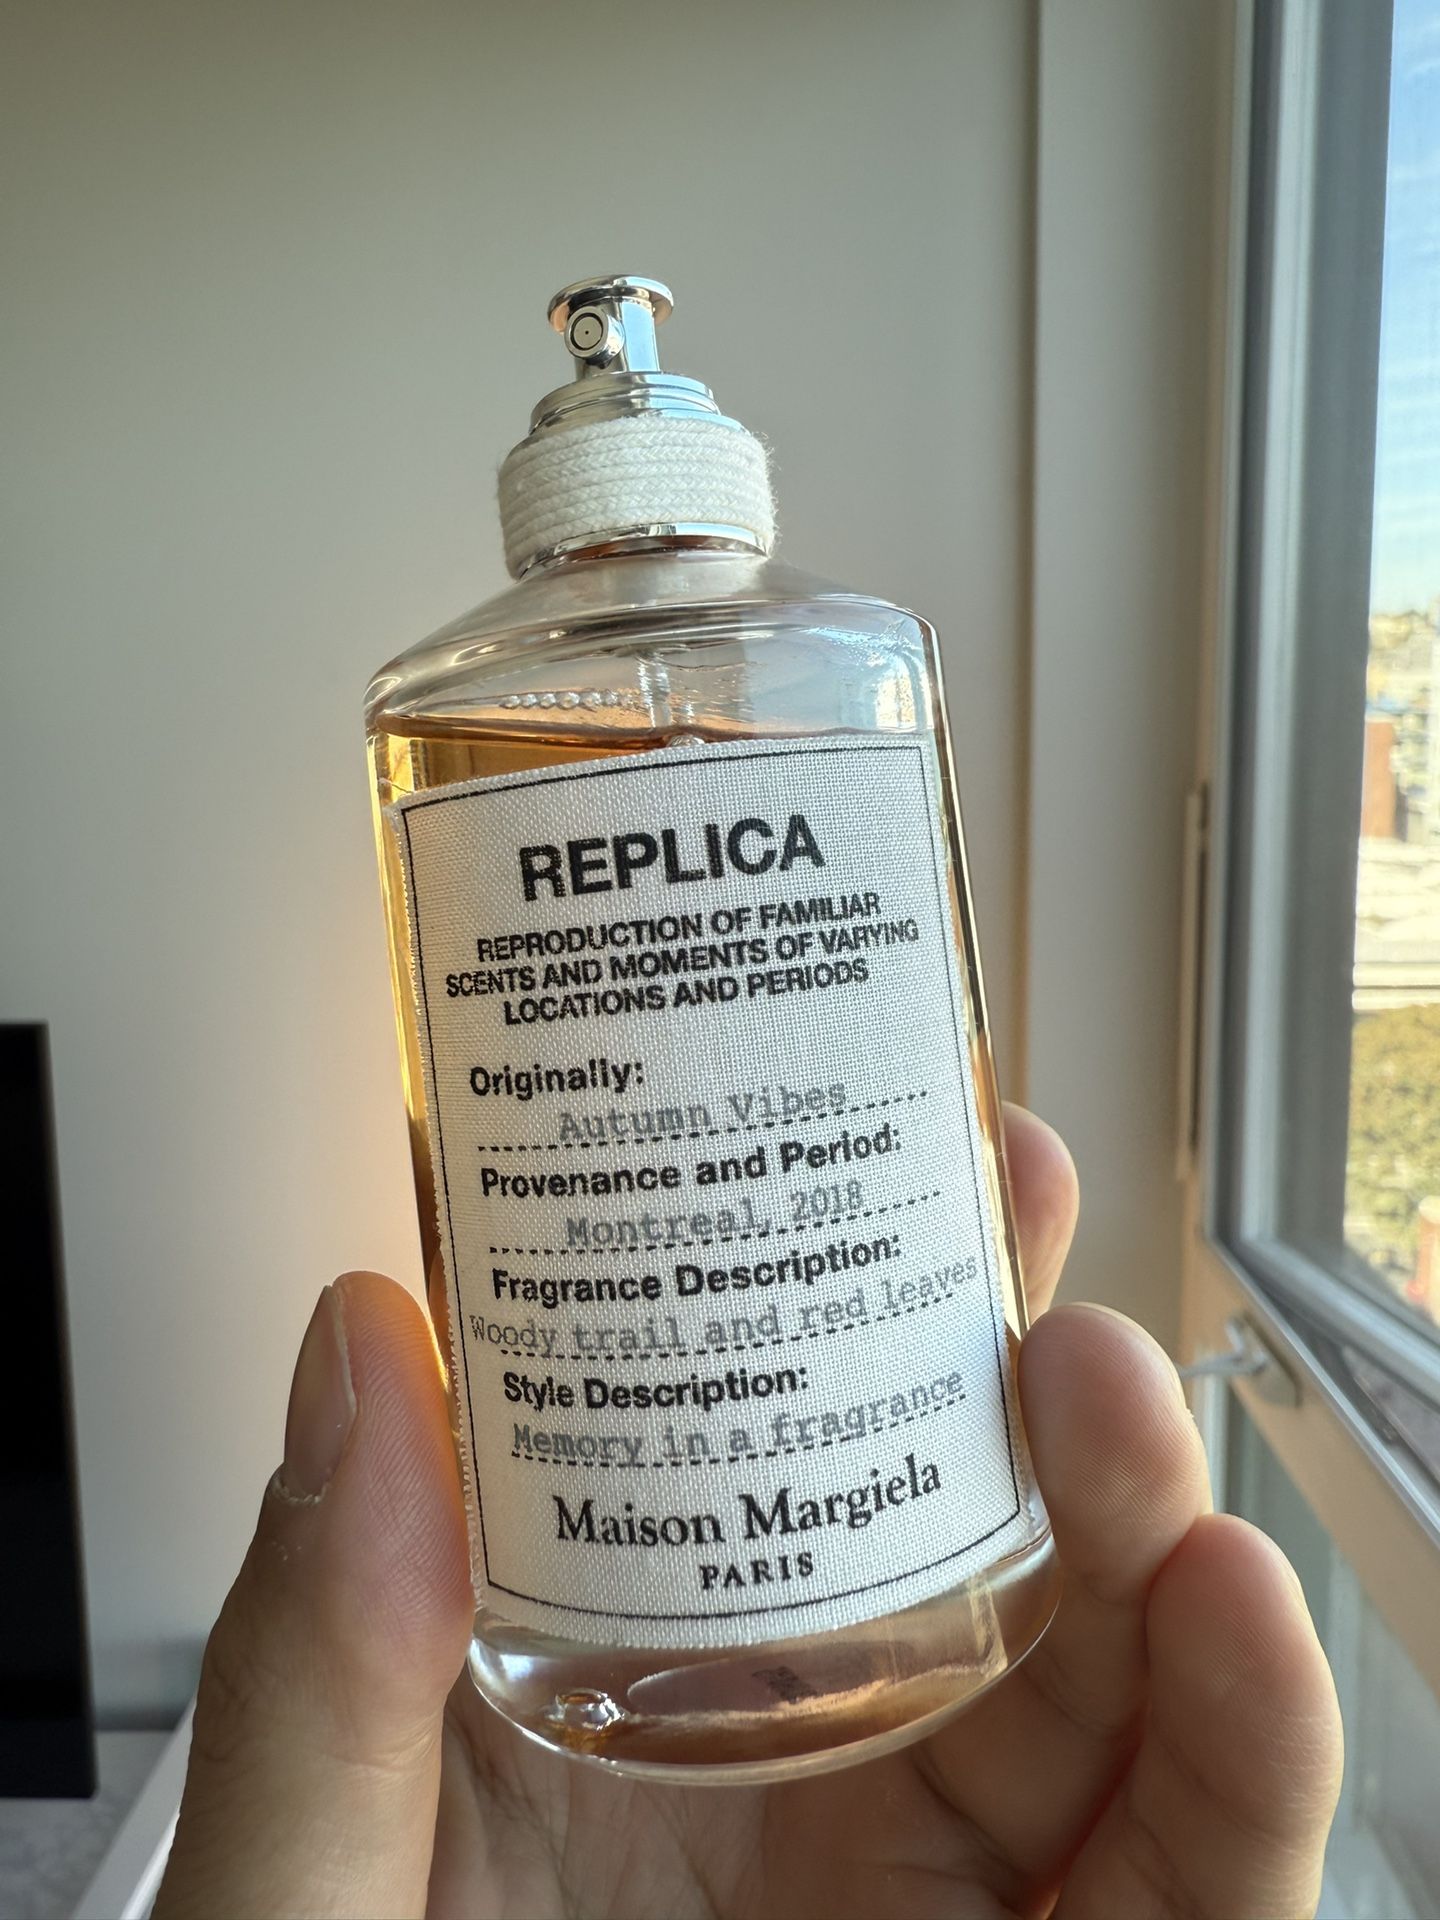 REPLICA
REPRODUCTION OF FAMILIAR
SCENTS AND MOMENTS OF VARYING
LOCATIONS AND PERIODS
Originally:
Autumn Vibes
Provenance and Period:
Montreal, 2018
Fragrance Description:
Woody trail and red leaves
Style Description:
Memory in a fragrance
Maison Margiela
PARIS